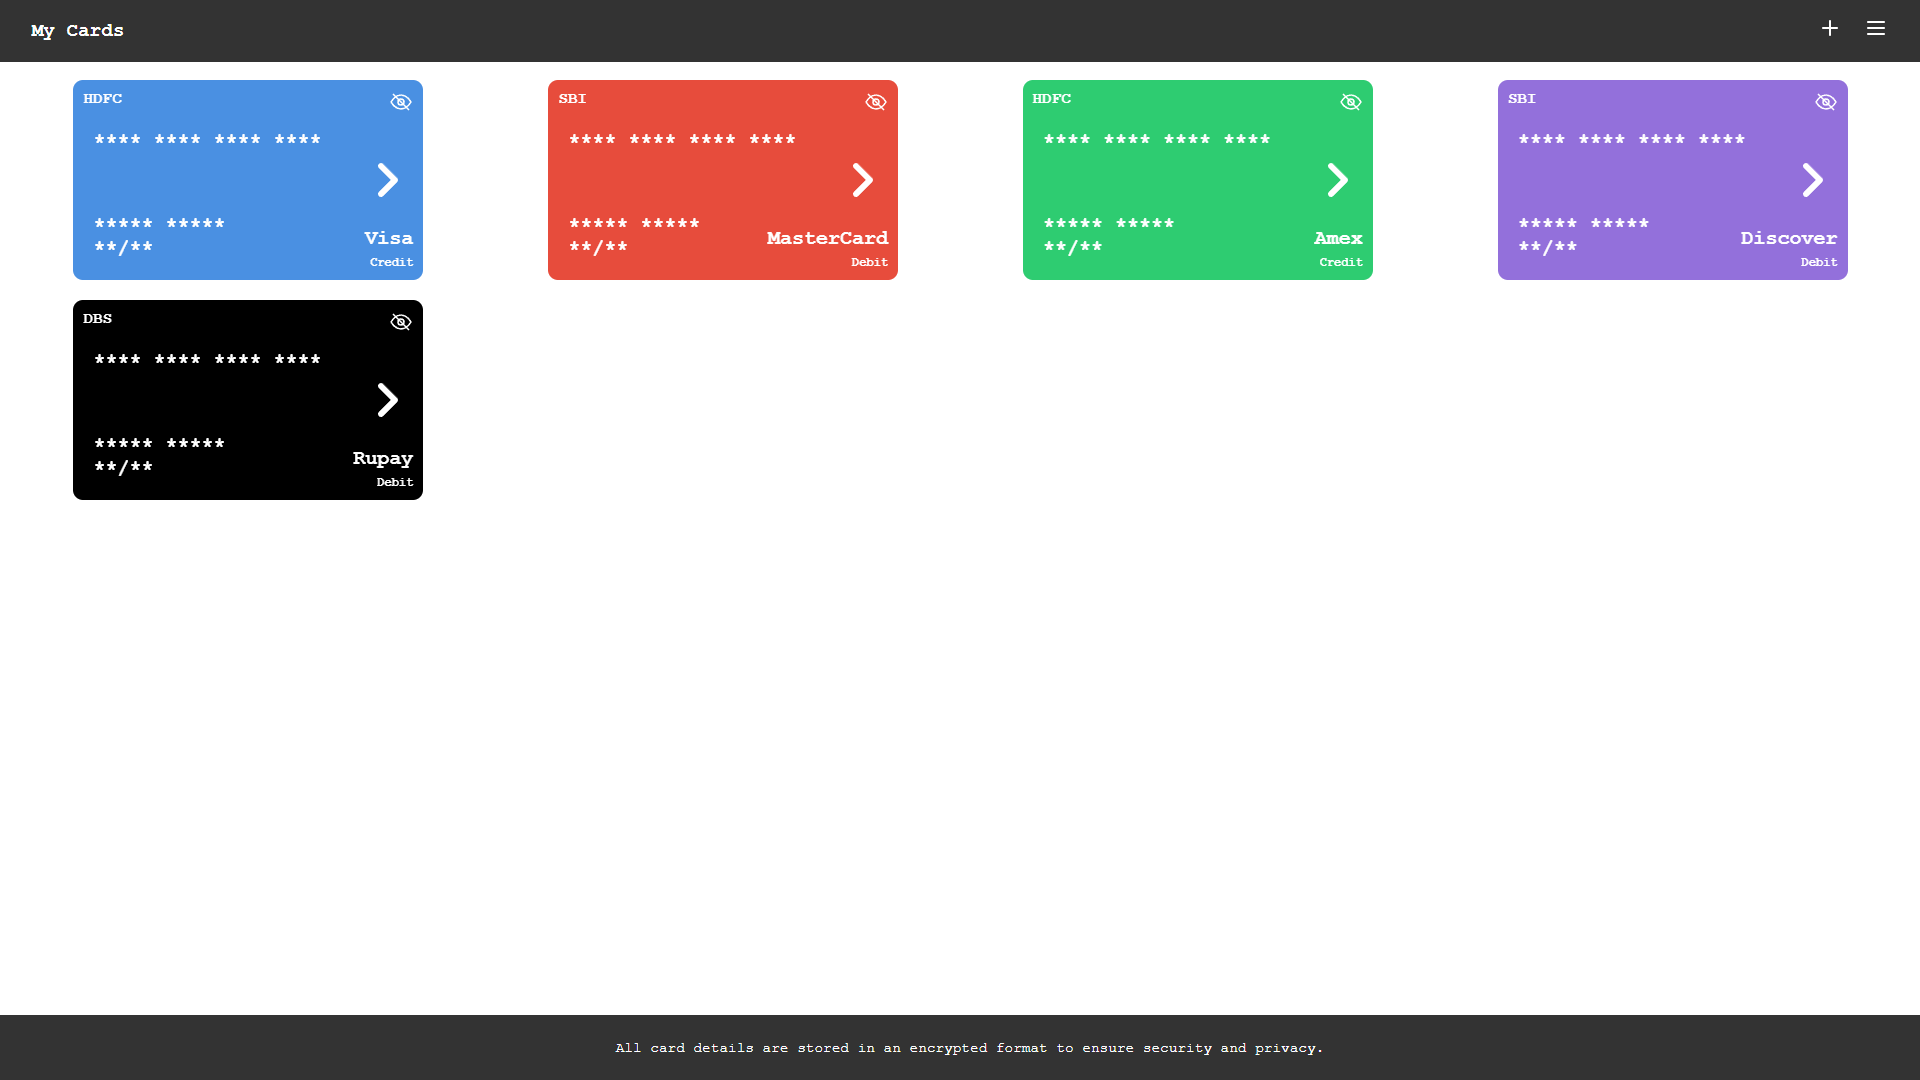 My Cards
HDFC
**** **** **** ****
***** *****
**/**
Visa
Credit
SBI
**** **** **** ****
***** *****
**/**
MasterCard
Debit
HDFC
**** **** **** ****
***** *****
**/**
Amex
Credit
SBI
**** **** **** ****
***** *****
**/**
Discover
Debit
DBS
**** **** **** ****
***** *****
**/**
Rupay
Debit
All card details are stored in an encrypted format to ensure security and privacy.